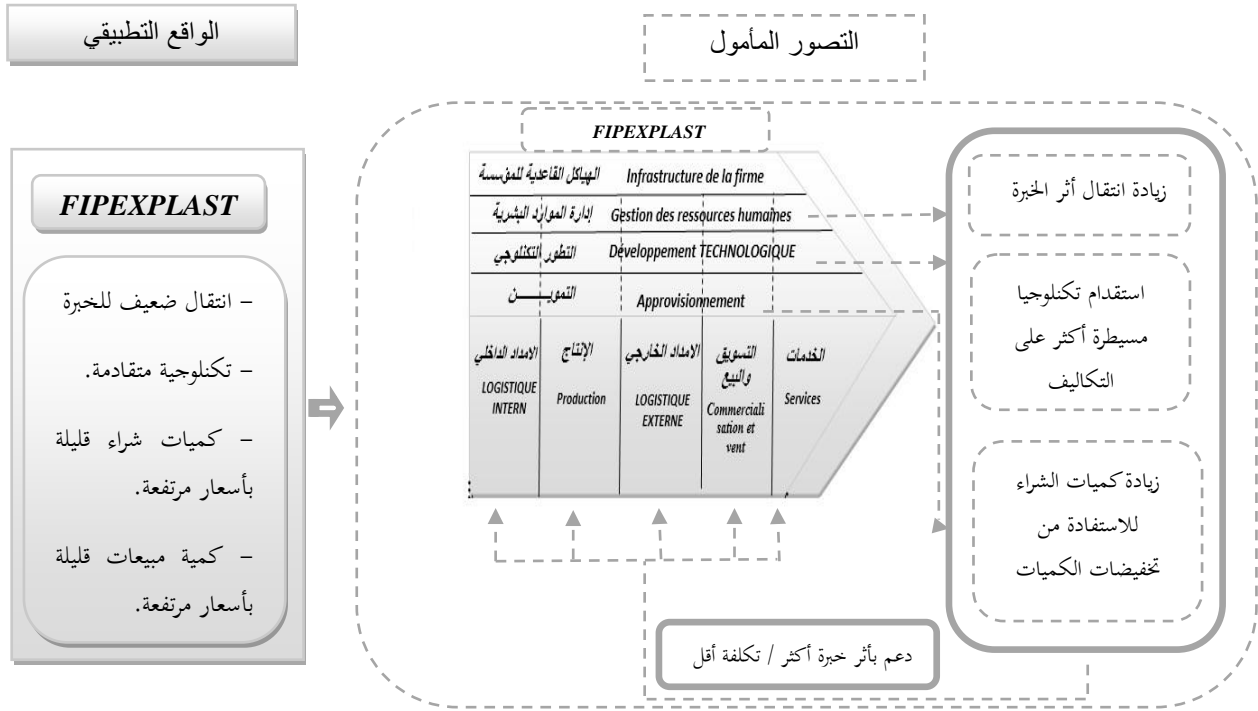 الواقع التطبيقي
التصور المأمول
FIPEXPLAST
– انتقال ضعيف للخبرة
– تكنلوجية متقادمة.
– كميات شراء قليلة
بأسعار مرتفعة.
– كمية مبيعات قليلة
بأسعار مرتفعة.
FIPEXPLAST
الهياكل القاعدية للمؤسسة Infrastructure de la firme
إدارة الموارد البشرية Gestion des ressources humaines
التطور التكنلوجي Développement TECHNOLOGIQUE
التمويـــــن Approvisionnement
الامداد الداخلي
LOGISTIQUE
INTERN
الإنتاج
Production
الامداد الخارجي
LOGISTIQUE
EXTERNE
التسويق
والبيع
Commerciali
sation et
vent
الخدمات
Services
زيادة انتقال أثر الخبرة
استقدام تكنلوجيا
مسيطرة أكثر على
التكاليف
زيادة كميات الشراء
للاستفادة من
تخفيضات الكميات
دعم بأثر خبرة أكثر / تكلفة أقل